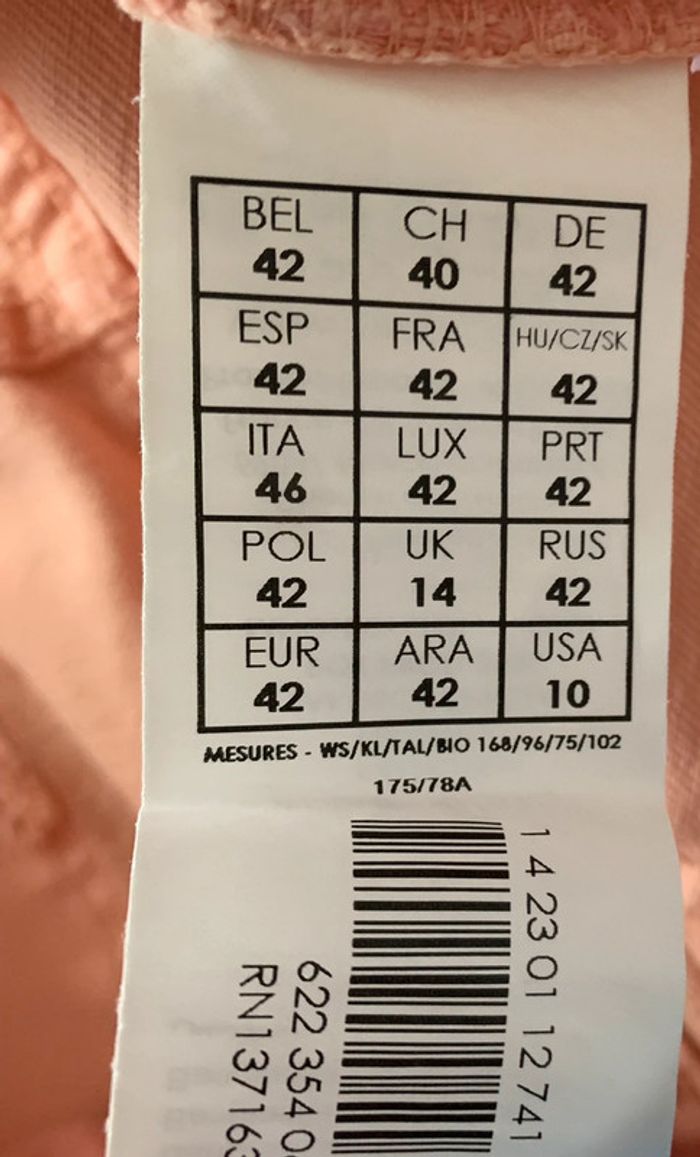 BEL CH DE
42 40 42
ESP FRA HU/CZ/SK
42 42 42
ITA LUX PRT
46 42 42
POL UK RUS
42 14 42
EUR ARA USA
42 42 10
MESURES - WS/KL/TAL/BIO 168/96/75/102
175/78A
1 4 23 01 12 741
622 354 0
RN13716